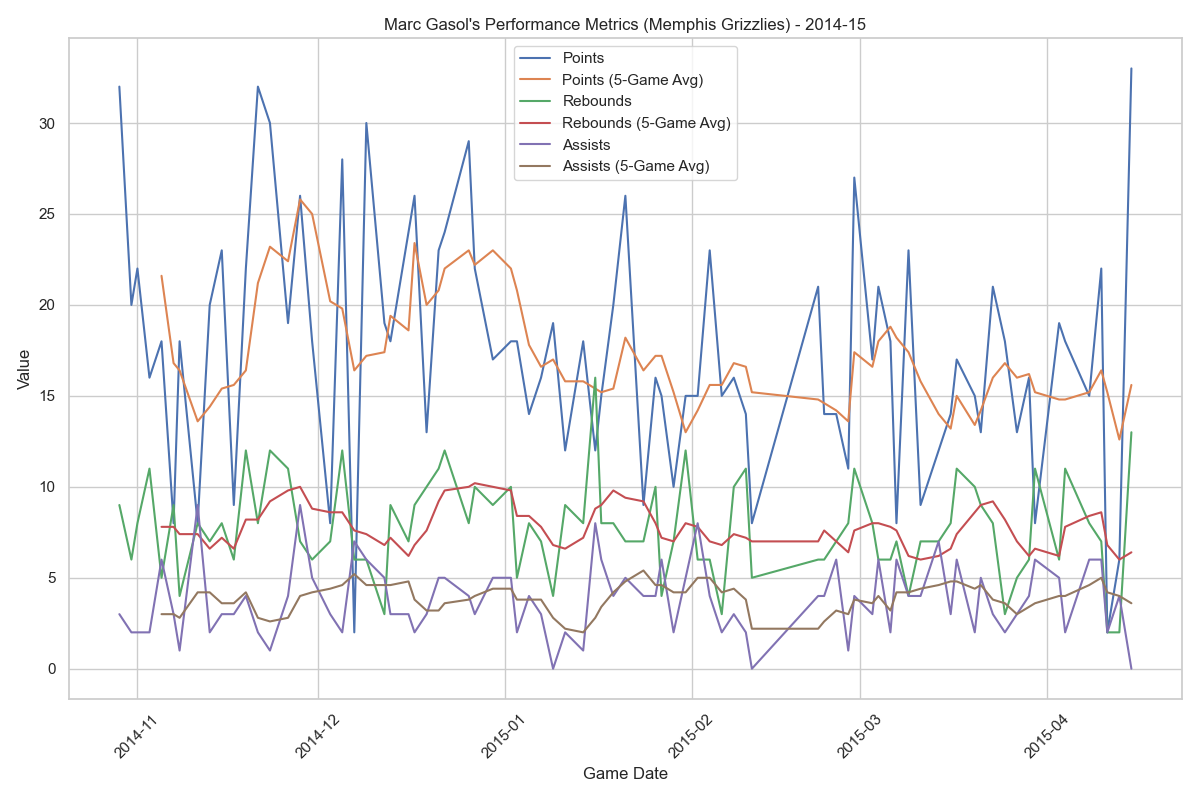 Marc Gasol's Performance Metrics (Memphis Grizzlies) - 2014-15
Points
Points (5-Game Avg)
Rebounds
Rebounds (5-Game Avg)
Assists
Assists (5-Game Avg)
Value
30
25
20
15
10
5
0
2014-11
2014-12
2015-01
2015-02
2015-03
2015-04
Game Date